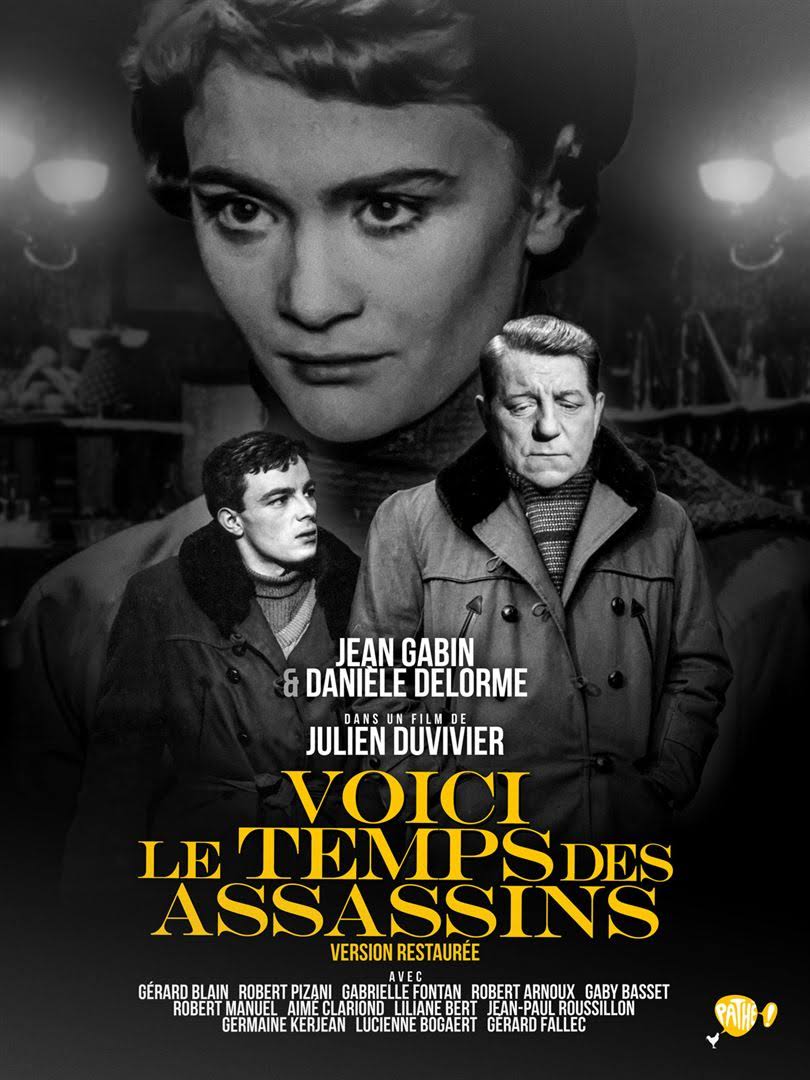 JEAN GABIN
& DANIÈLE DELORME
DANS UN FILM DE
JULIEN DUVIVIER
VOICI
LE TEMPS DES
ASSASSINS
VERSION RESTAURÉE
AVEC
GÉRARD BLAIN ROBERT PIZANI GABRIELLE FONTAN ROBERT ARNOUX GABY BASSET
ROBERT MANUEL AIMÉ CLARIOND LILIANE BERT JEAN-PAUL ROUSSILLON
GERMAINE KERJEAN LUCIENNE BOGAERT GÉRARD FALLEC
PATHÉ!